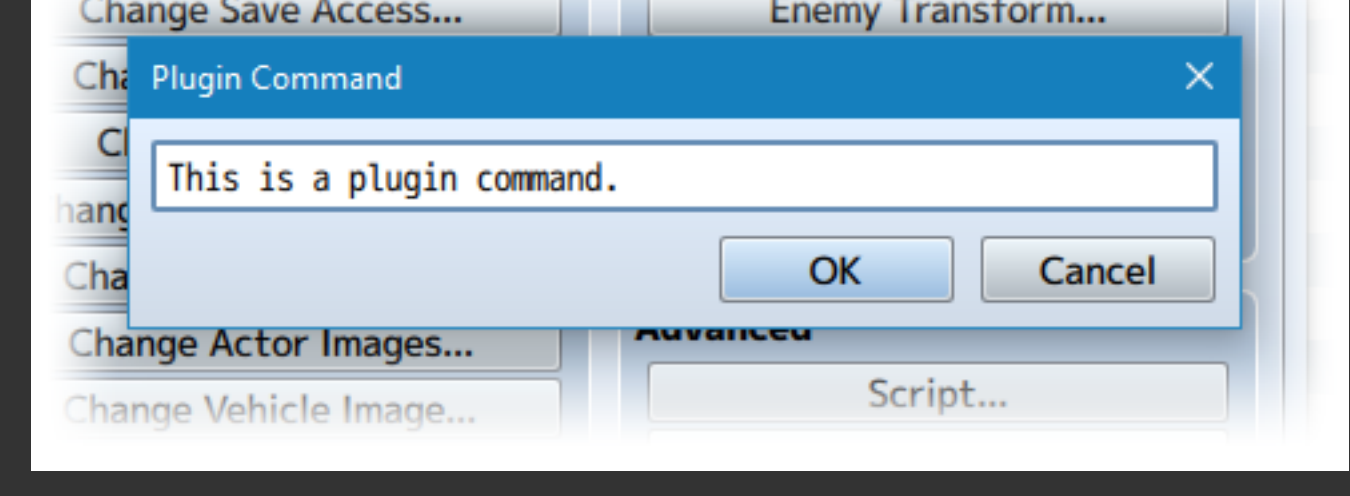 Change Save Access...
Enemy Transform...
Plugin Command
This is a plugin command.
OK
Cancel
Change Actor Images...
Advanced
Change Vehicle Image...
Script...